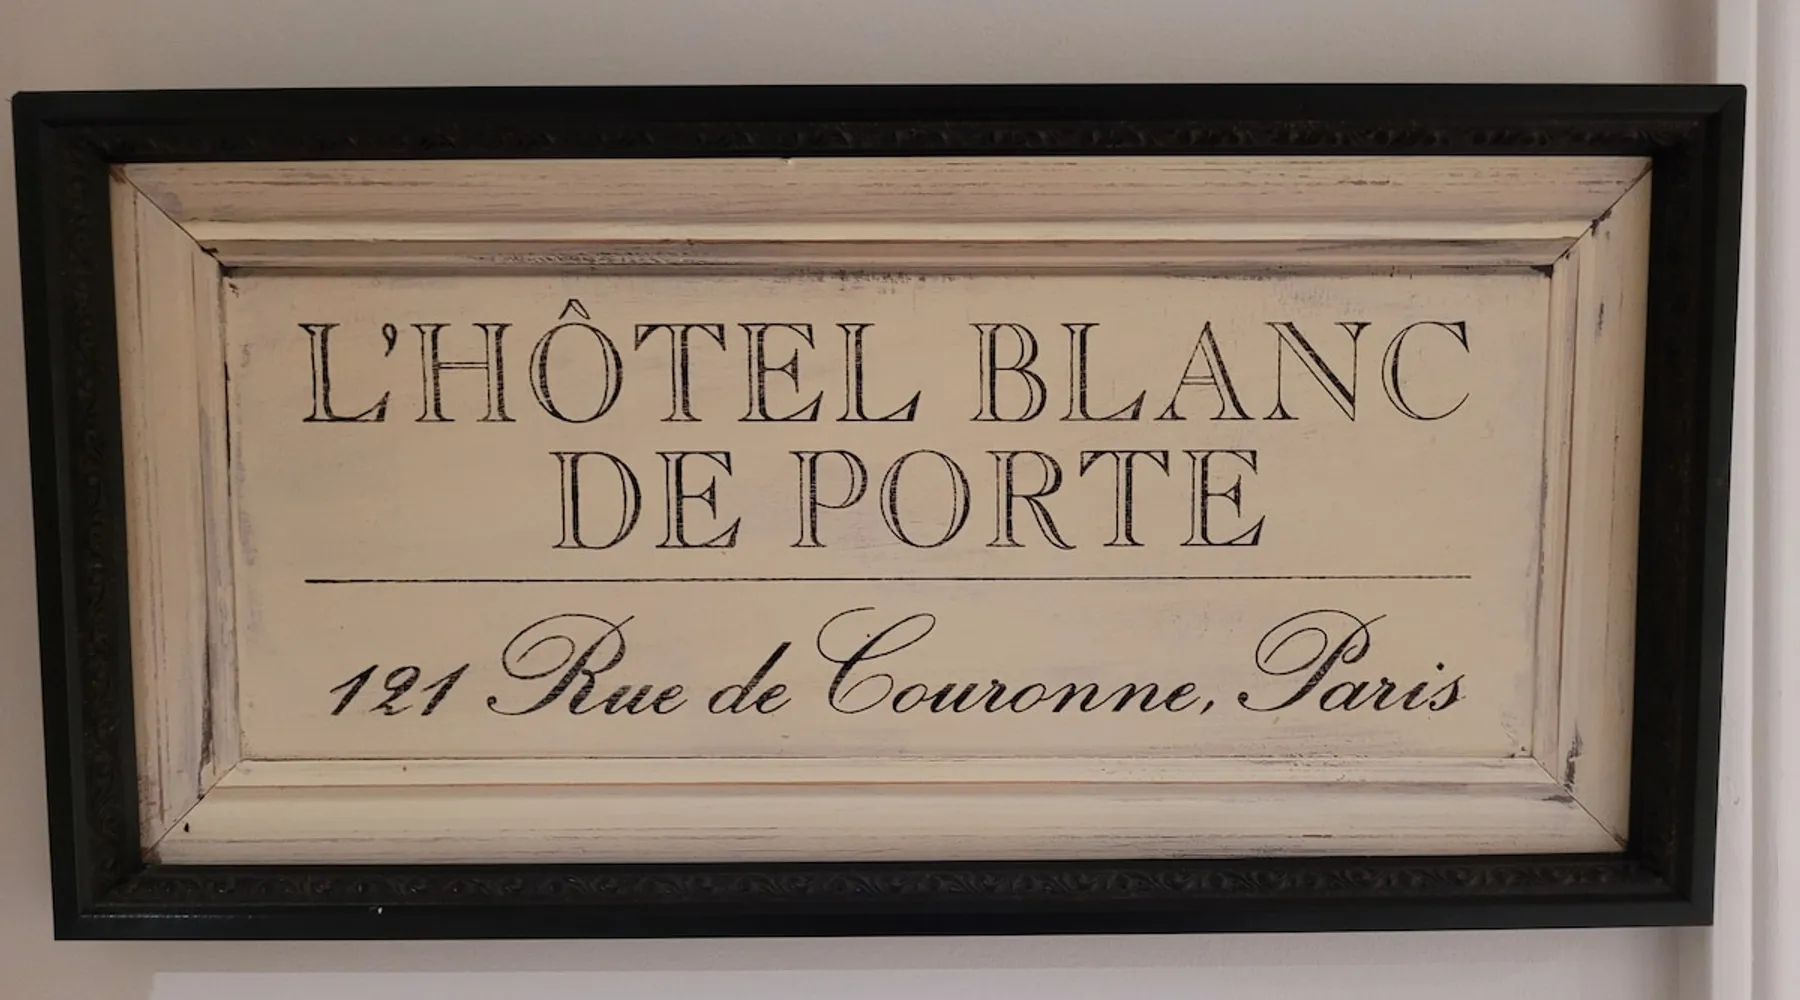 L'HÔTEL BLANC
DE PORTE
121 Rue de Couronne, Paris